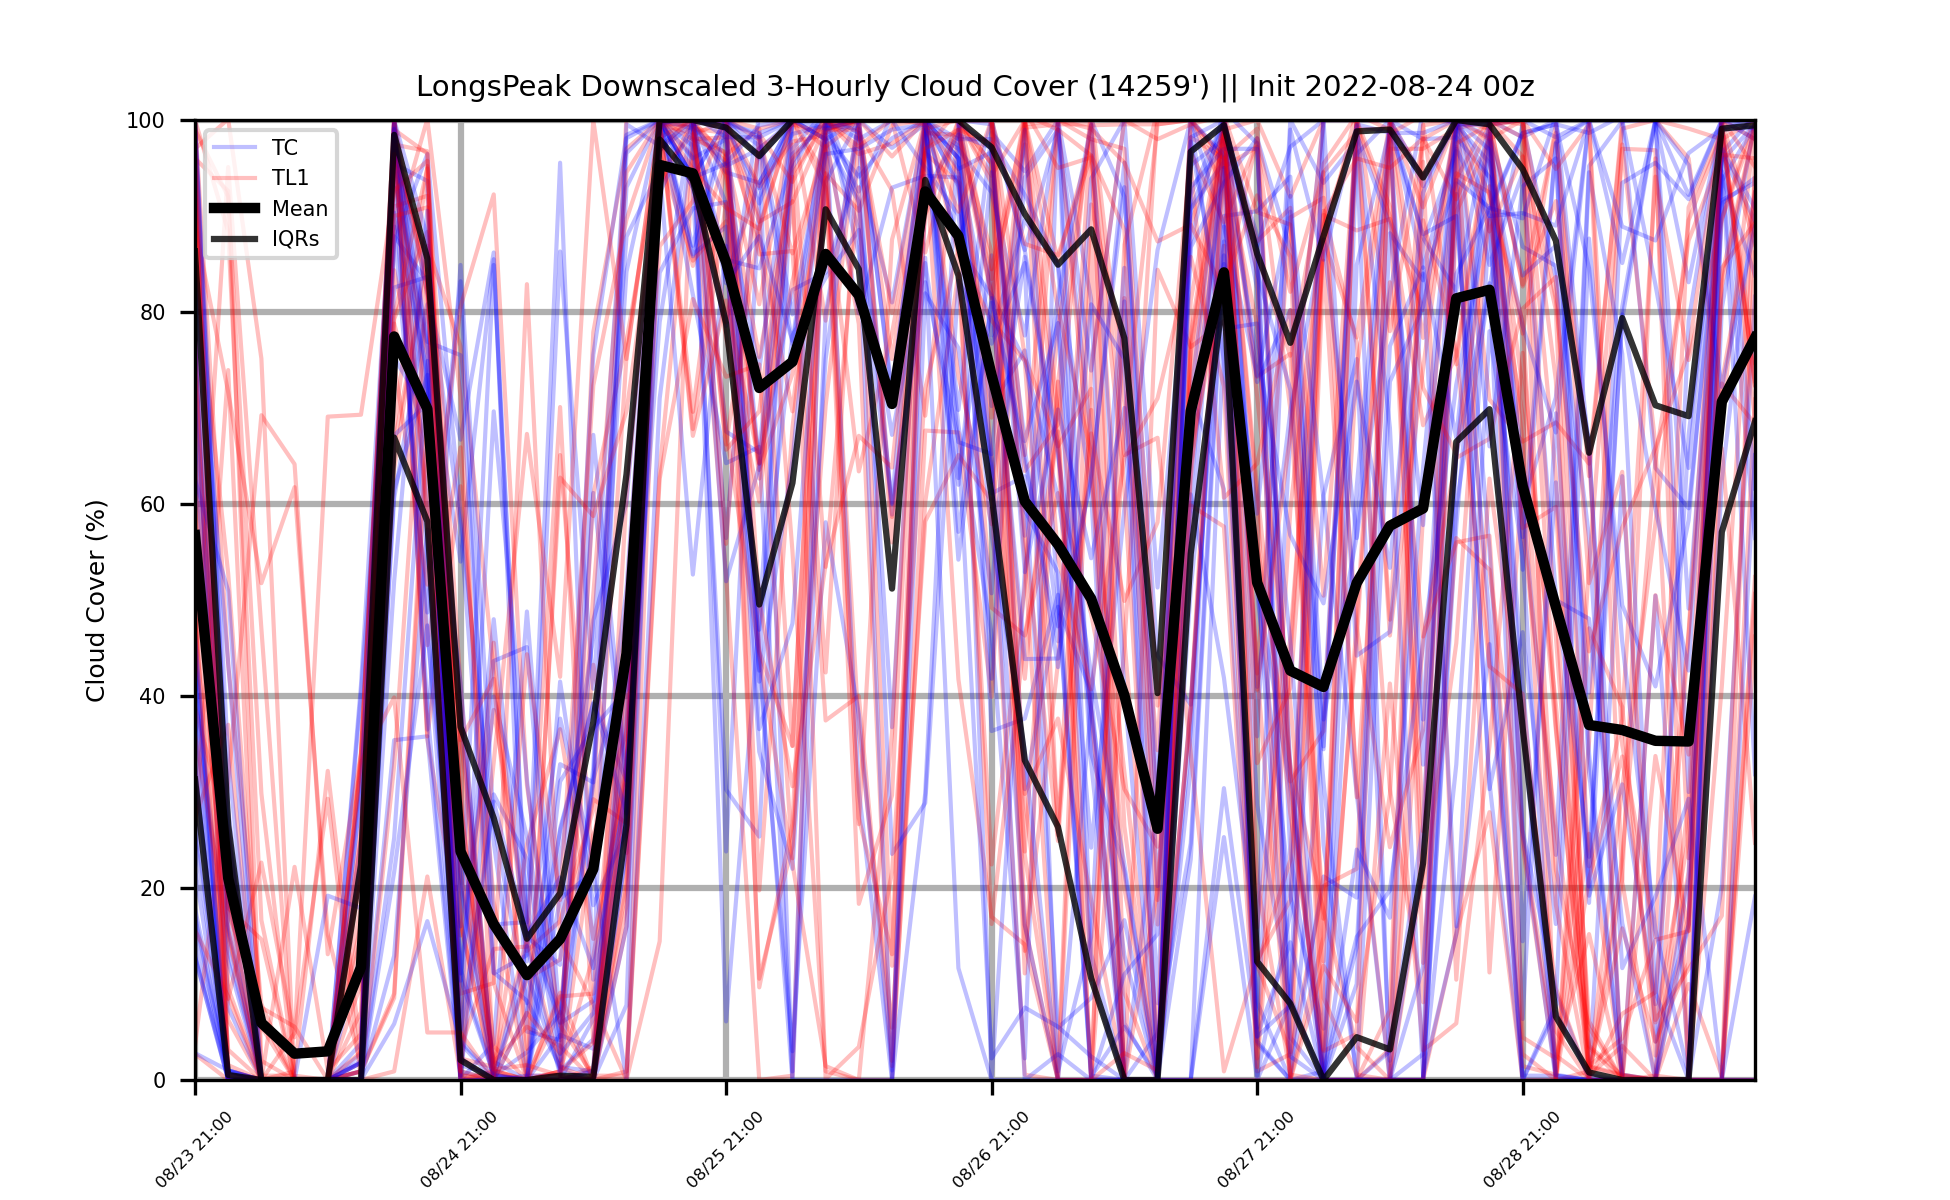 LongsPeak Downscaled 3-Hourly Cloud Cover (14259') || Init 2022-08-24 00z
TC
TL1
Mean
IQRs
Cloud Cover (%)
100
80
60
40
20
0
08/23 21:00
08/24 21:00
08/25 21:00
08/26 21:00
08/27 21:00
08/28 21:00